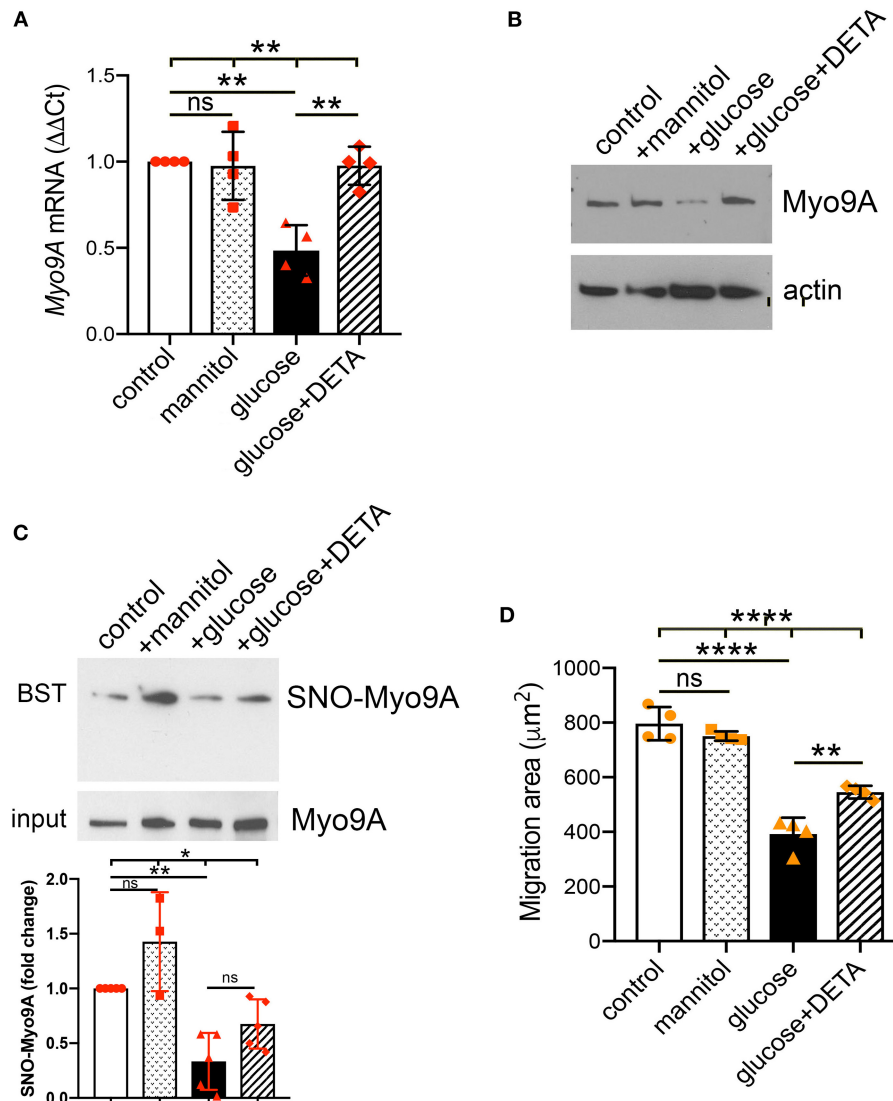 A
**
**
ns
**
Myo9A mRNA (ΔΔCt)
1.5
1.0
0.5
0.0
control
mannitol
glucose
glucose+DETA
B
control
+mannitol
+glucose
+glucose+DETA
Myo9A
actin
C
control
+mannitol
+glucose
+glucose+DETA
BST
SNO-Myo9A
input
Myo9A
*
**
ns
ns
SNO-Myo9A (fold change)
2.0
1.5
1.0
0.5
0.0
D
****
****
ns
**
Migration area (μm²)
1000
800
600
400
200
0
control
mannitol
glucose
glucose+DETA